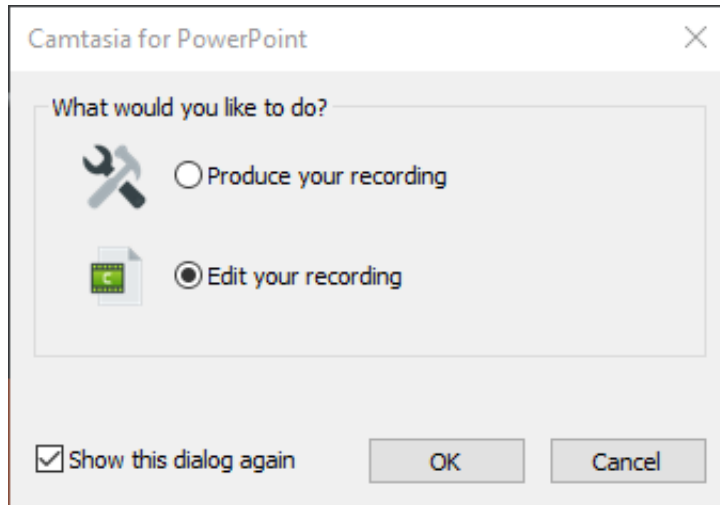 Camtasia for PowerPoint
What would you like to do?
Produce your recording
C
Edit your recording
Show this dialog again
OK
Cancel